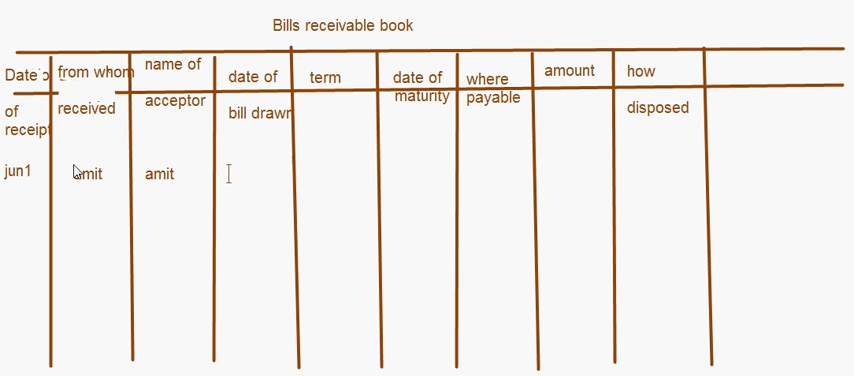 Bills receivable book
Date of receipt
from whom received
name of acceptor
date of bill drawn
term
date of maturity
where payable
amount
how disposed
jun1 amit amit